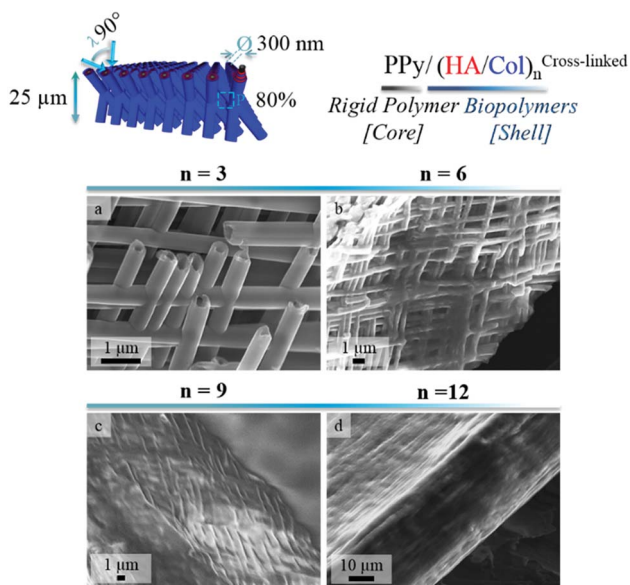 λ 90°
Ø 300 nm
25 µm
80%
PPy/(HA/Col)n Cross-linked
Rigid Polymer Biopolymers
[Core] [Shell]
n = 3 n = 6
a b
1 µm 1 µm
n = 9 n =12
c d
1 µm 10 µm